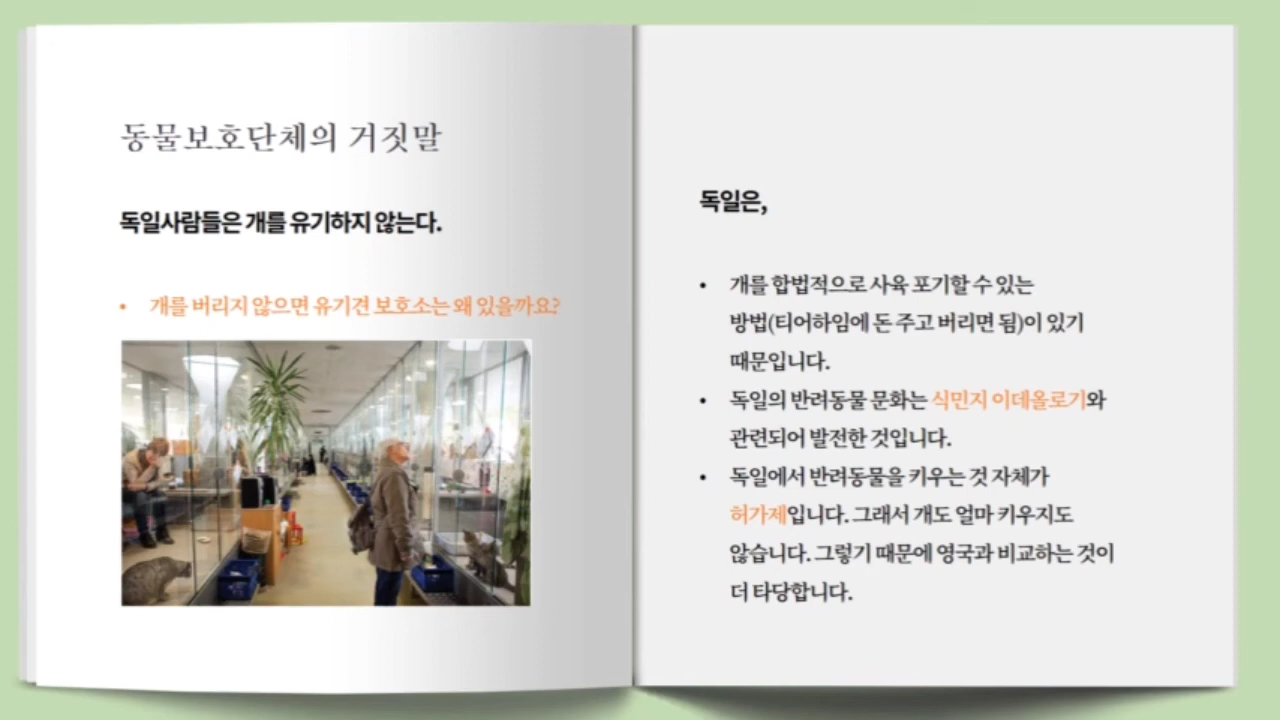 동물보호단체의 거짓말
독일사람들은 개를 유기하지 않는다.
• 개를 버리지 않으면 유기견 보호소는 왜 있을까요?
독일은,
• 개를 합법적으로 사육 포기할 수 있는
방법(티어하임에 돈 주고 버리면 됨)이 있기
때문입니다.
• 독일의 반려동물 문화는 식민지 이데올로기와
관련되어 발전한 것입니다.
• 독일에서 반려동물을 키우는 것 자체가
허가제입니다. 그래서 개도 얼마 키우지도
않습니다. 그렇기 때문에 영국과 비교하는 것이
더 타당합니다.